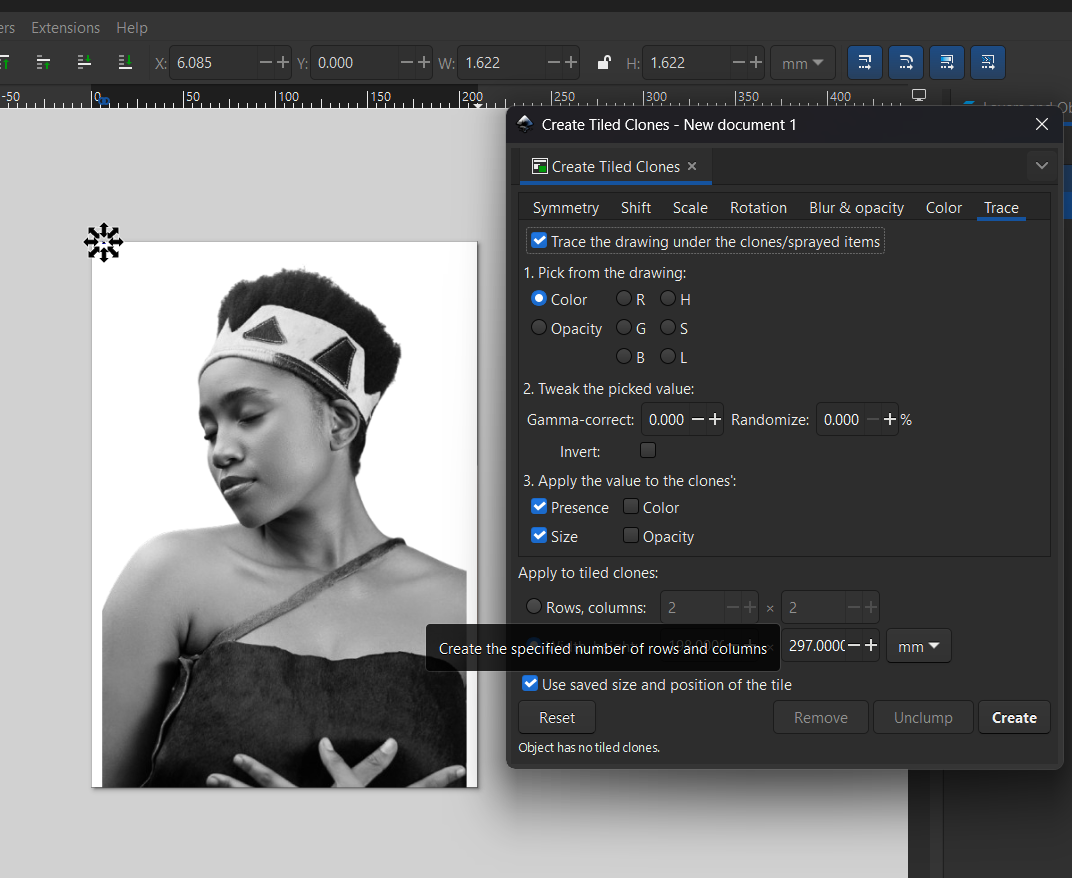 ers Extensions Help
X: 6.085 Y: 0.000 W: 1.622 H: 1.622 mm
-50 0 50 100 150 200 250 300 350 400
Create Tiled Clones - New document 1
Create Tiled Clones
Symmetry Shift Scale Rotation Blur & opacity Color Trace
Trace the drawing under the clones/sprayed items
1. Pick from the drawing:
Color R H
Opacity G S
B L
2. Tweak the picked value:
Gamma-correct: 0.000 Randomize: 0.000 %
Invert:
3. Apply the value to the clones':
Presence Color
Size Opacity
Apply to tiled clones:
Rows, columns: 2 × 2
Create the specified number of rows and columns
297.000 mm
Use saved size and position of the tile
Reset Remove Unclump Create
Object has no tiled clones.